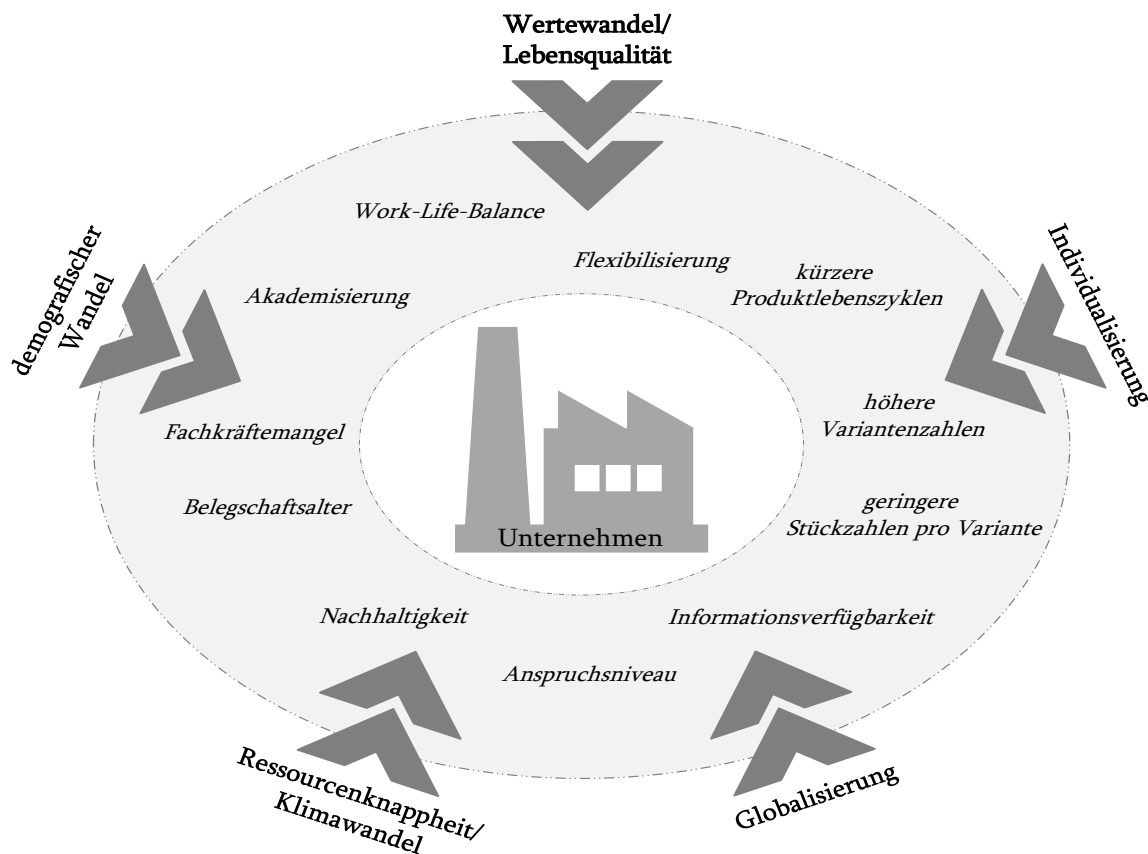 Wertewandel/
Lebensqualität
Work-Life-Balance
Flexibilisierung
kürzere
Produktlebenszyklen
Individualisierung
demografischer
Wandel
Akademisierung
höhere
Variantenzahlen
Fachkräftemangel
Belegschaftsalter
geringere
Stückzahlen pro Variante
Unternehmen
Nachhaltigkeit
Informationsverfügbarkeit
Anspruchsniveau
Ressourcenknappheit/
Klimawandel
Globalisierung